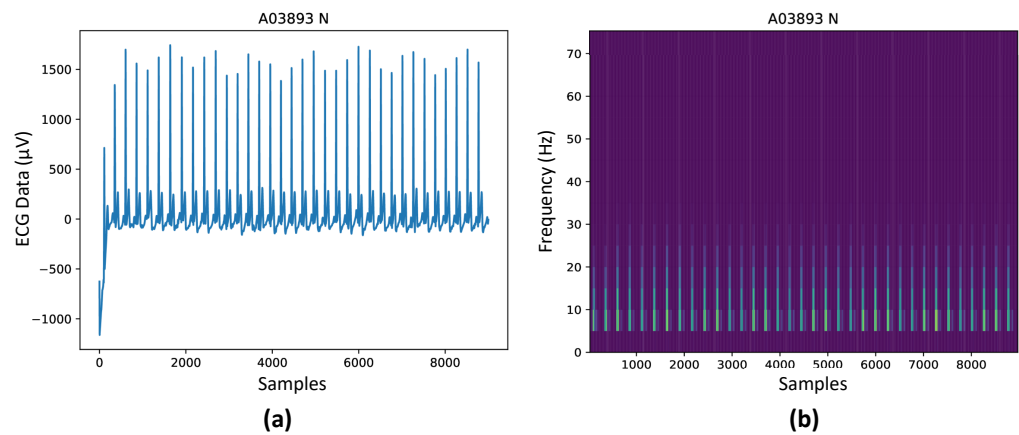 A03893 N
1500
1000
500
0
−500
−1000
ECG Data (µV)
0 2000 4000 6000 8000
Samples
(a)
A03893 N
70
60
50
40
30
20
10
0
Frequency (Hz)
1000 2000 3000 4000 5000 6000 7000 8000
Samples
(b)